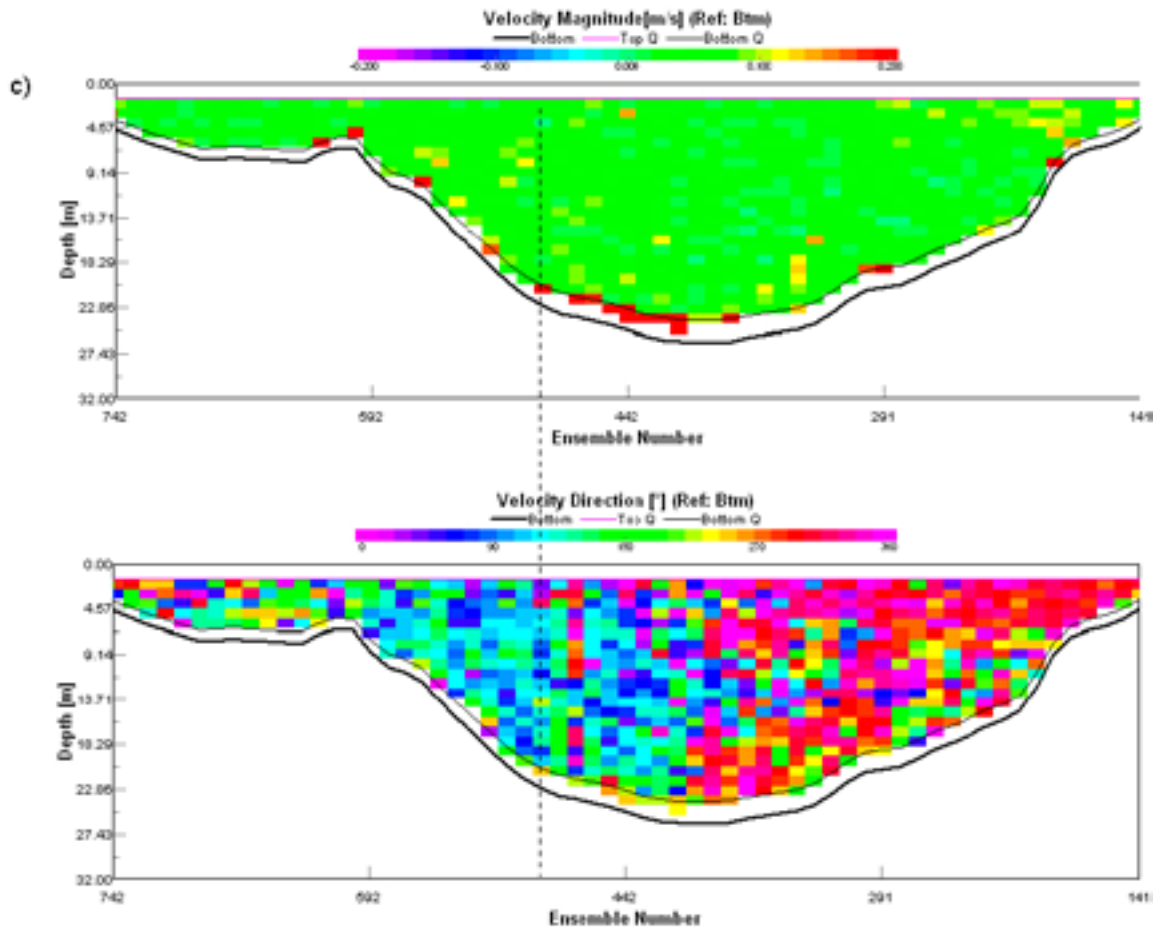 Velocity Magnitude[m/s] (Ref: Btm)
Bottom Top Q Bottom Q
-0.200 -0.100 0.000 0.100 0.200
c)
0.00
4.57
9.14
13.71
18.29
22.86
27.43
32.00
Depth [m]
742 592 442 291 141
Ensemble Number
Velocity Direction [°] (Ref: Btm)
Bottom Top Q Bottom Q
0 90 180 270 360
0.00
4.57
9.14
13.71
18.29
22.86
27.43
32.00
Depth [m]
742 592 442 291 141
Ensemble Number